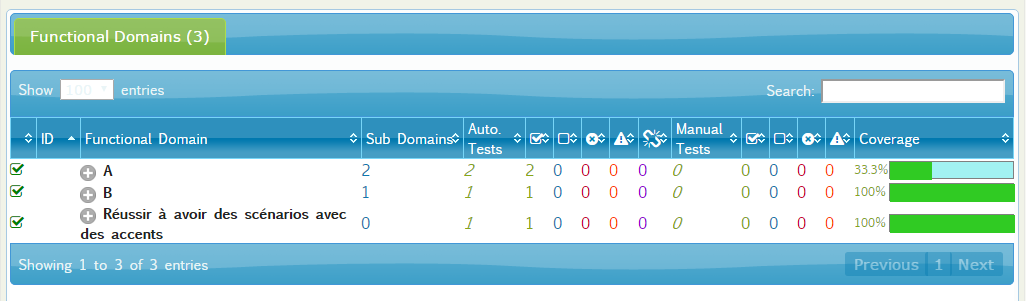 Functional Domains (3)
Show 100 entries
Search:
ID Functional Domain Sub Domains Auto. Tests Manual Tests Coverage
A 2 2 2 0 0 0 0 0 0 0 0 0 33.3%
B 1 1 1 0 0 0 0 0 0 0 0 0 100%
Réussir à avoir des scénarios avec
des accents 0 1 1 0 0 0 0 0 0 0 0 0 100%
Showing 1 to 3 of 3 entries
Previous 1 Next